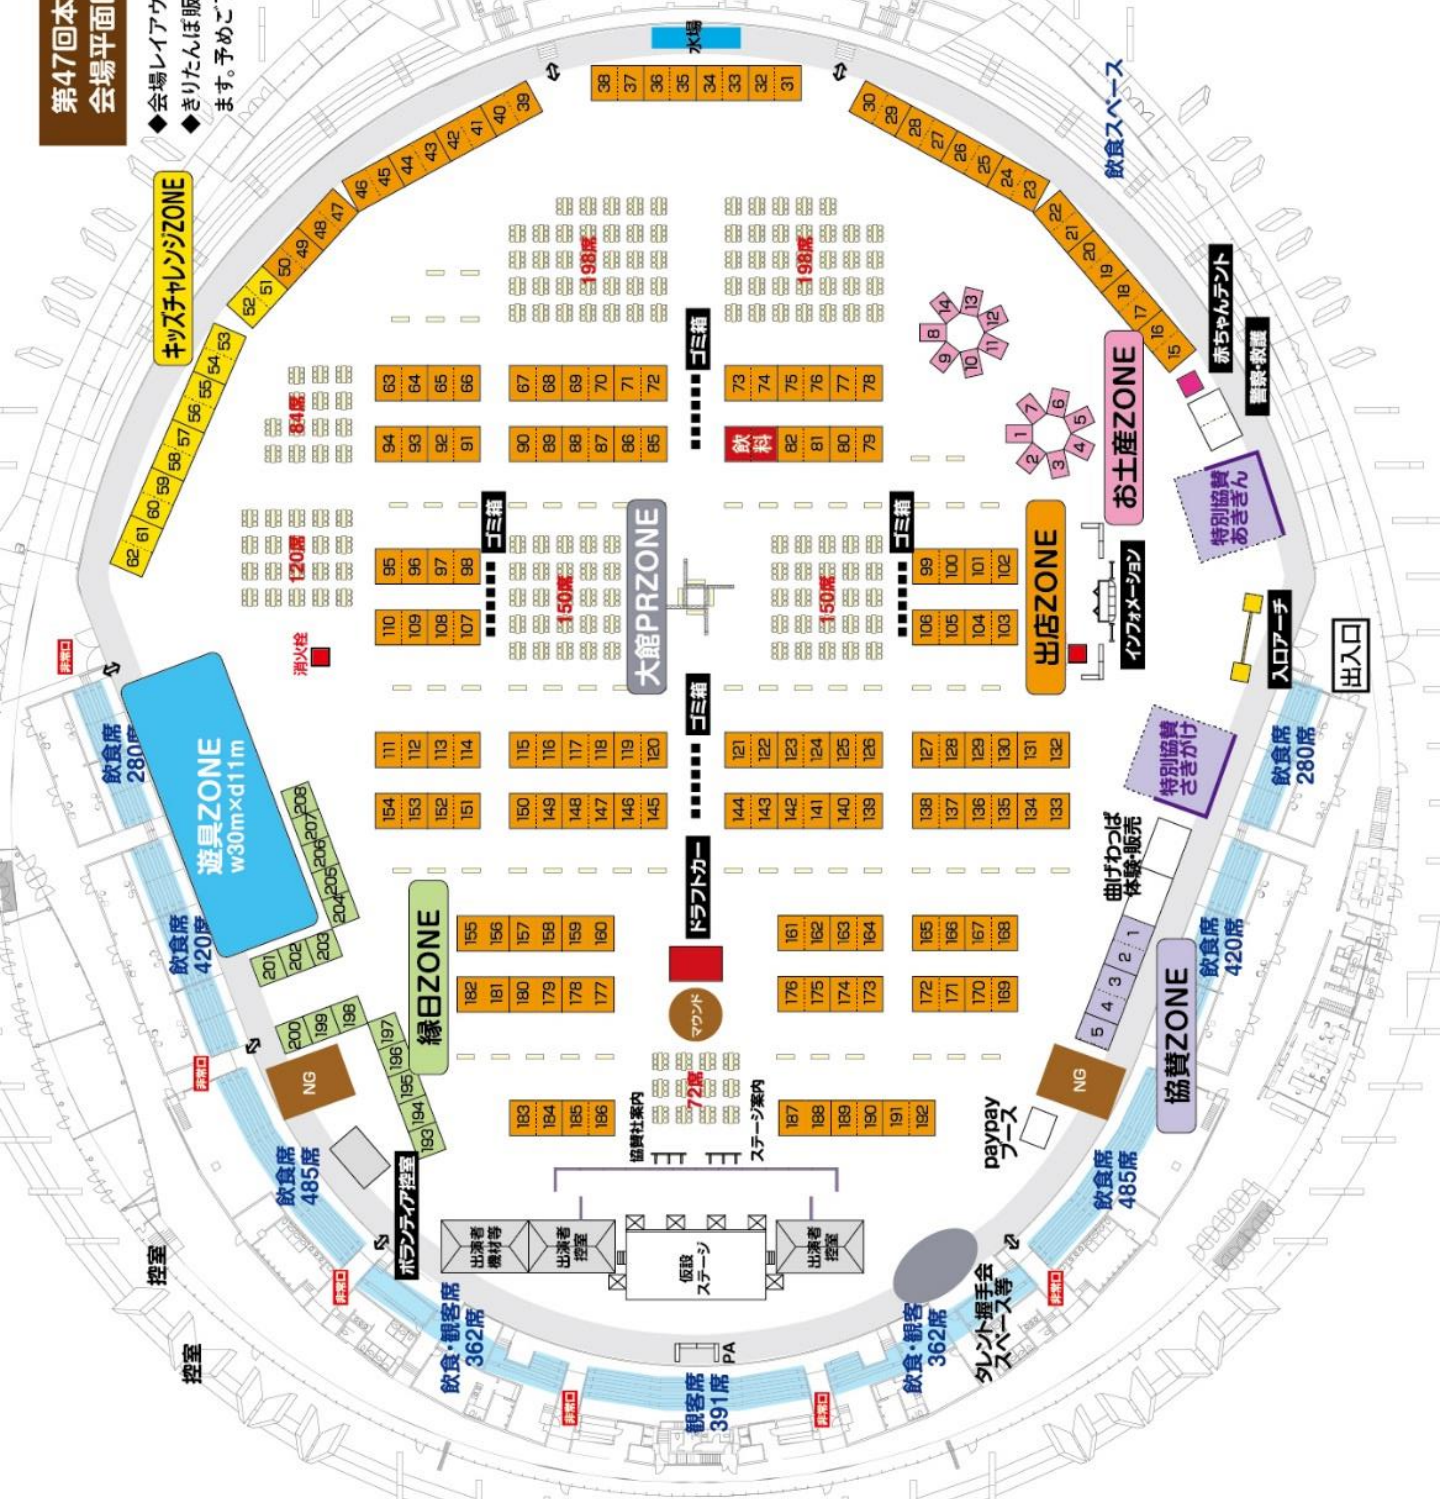 第47回本
会場平面
◆会場レイアウ
◆きりたんぽ販
ます。予めご
キッズチャレンジZONE
水場
飲食スペース
38 37 36 35 34 33 32 31
39
40
41
42
43
44
45
46
47
48
49
50
51
52
53
54
55
56
57
58
59
60
61
62
30
29
28
27
26
25
24
23
22
21
20
19
18
17
16
15
198席
198席
84席
120席
150席
150席
72席
ゴミ箱
ゴミ箱
ゴミ箱
ゴミ箱
赤ちゃんテント
警察・救護
お土産ZONE
8 14 13 12 11 10 9
1 7 6 5 4 3 2
63 64 65 66
67 68 69 70 71 72
73 74 75 76 77 78
94 93 92 91
90 89 88 87 86 85
飲料
82 81 80 79
特別協賛
あきぎん
95 96 97 98
99 100 101 102
110 109 108 107
106 105 104 103
大館PRZONE
出店ZONE
インフォメーション
入口アーチ
出入口
消火栓
非常口
遊具ZONE
w30m×d11m
飲食席
280席
飲食席
280席
111 112 113 114
115 116 117 118 119 120
121 122 123 124 125 126
127 128 129 130 131 132
154 153 152 151
150 149 148 147 146 145
144 143 142 141 140 139
138 137 136 135 134 133
特別協賛
さきがけ
曲げわっぱ
体験・販売
208
207
206
205
204
203
202
201
200
199
198
197
196
195
194
193
飲食席
420席
飲食席
420席
縁日ZONE
ドラフトカー
マウンド
155 156 157 158 159 160
161 162 163 164
165 166 167 168
182 181 180 179 178 177
176 175 174 173
172 171 170 169
1
2
3
4
5
協賛ZONE
NG
NG
非常口
183 184 185 186
187 188 189 190 191 192
協賛社案内
ステージ案内
paypay
ブース
飲食席
485席
飲食席
485席
ボランティア控室
控室
控室
出演者
機材等
出演者
控室
仮設
ステージ
出演者
控室
非常口
非常口
飲食・観客席
362席
飲食・観客
362席
タレント握手会
スペース等
PA
観客席
391席
非常口
非常口